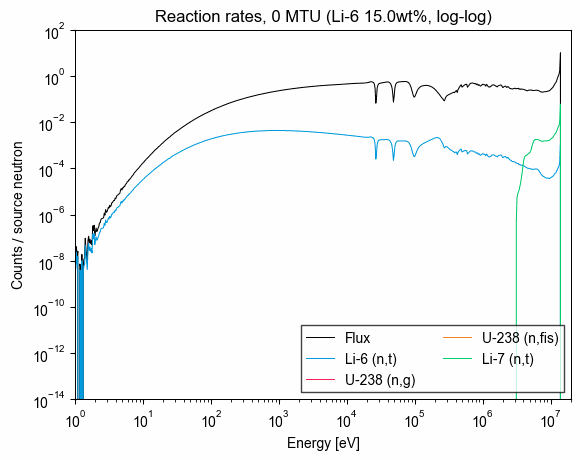 Reaction rates, 0 MTU (Li-6 15.0wt%, log-log)
Counts / source neutron
10^2
10^0
10^−2
10^−4
10^−6
10^−8
10^−10
10^−12
10^−14
Flux
Li-6 (n,t)
U-238 (n,g)
U-238 (n,fis)
Li-7 (n,t)
10^0 10^1 10^2 10^3 10^4 10^5 10^6 10^7
Energy [eV]